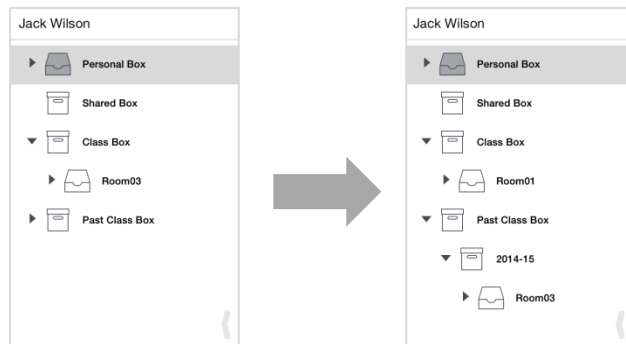 Jack Wilson
Personal Box
Shared Box
Class Box
Room03
Past Class Box
Jack Wilson
Personal Box
Shared Box
Class Box
Room01
Past Class Box
2014-15
Room03